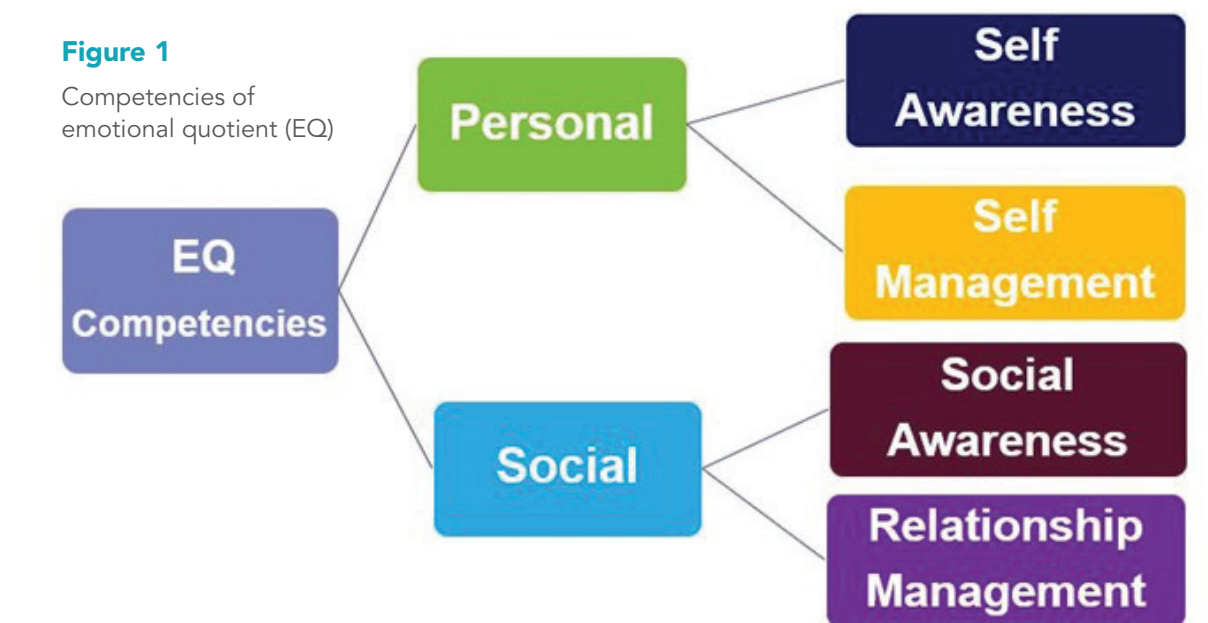 Figure 1
Competencies of
emotional quotient (EQ)
EQ
Competencies
Personal
Social
Self
Awareness
Self
Management
Social
Awareness
Relationship
Management